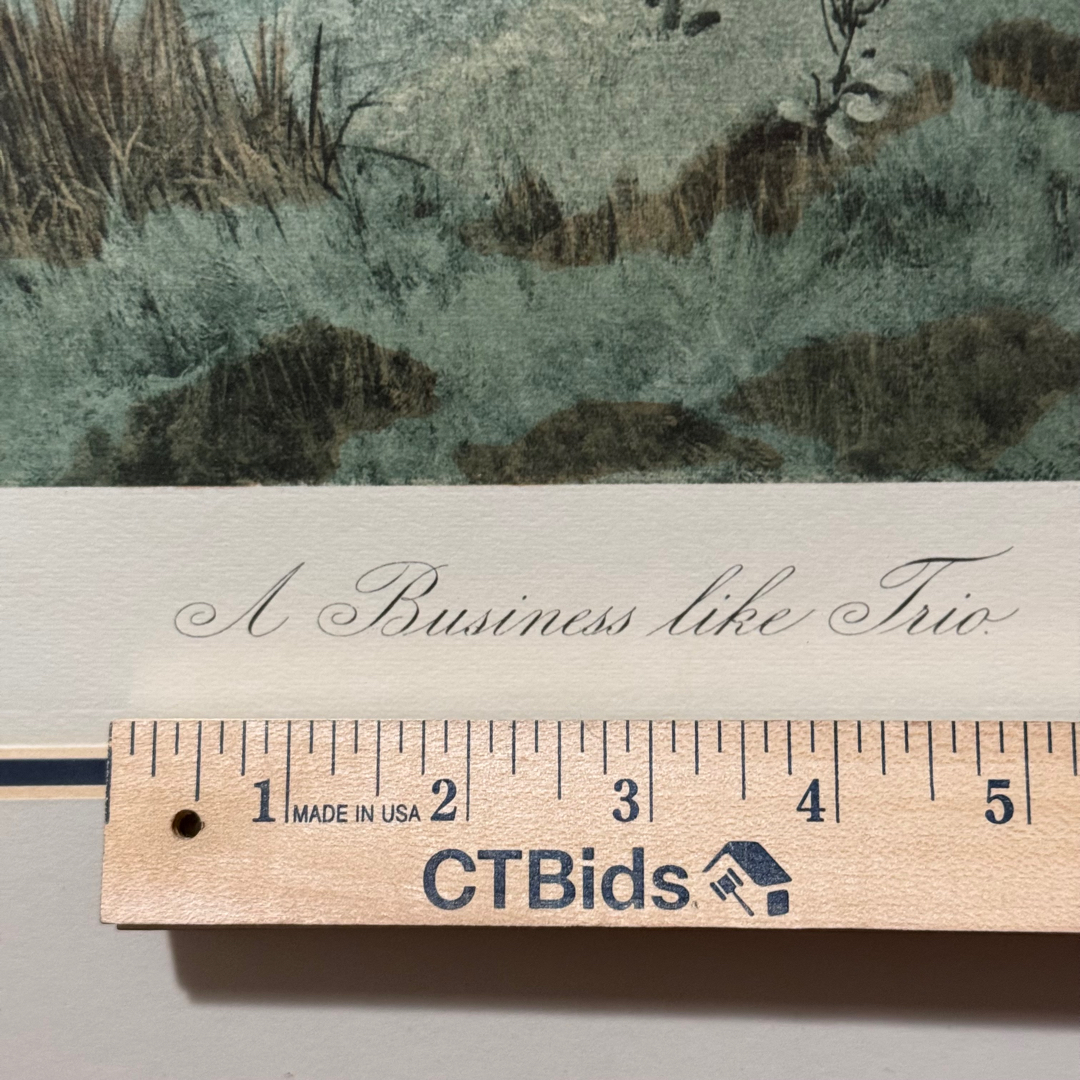 A Business like Trio.
1 2 3 4 5
MADE IN USA
CTBids